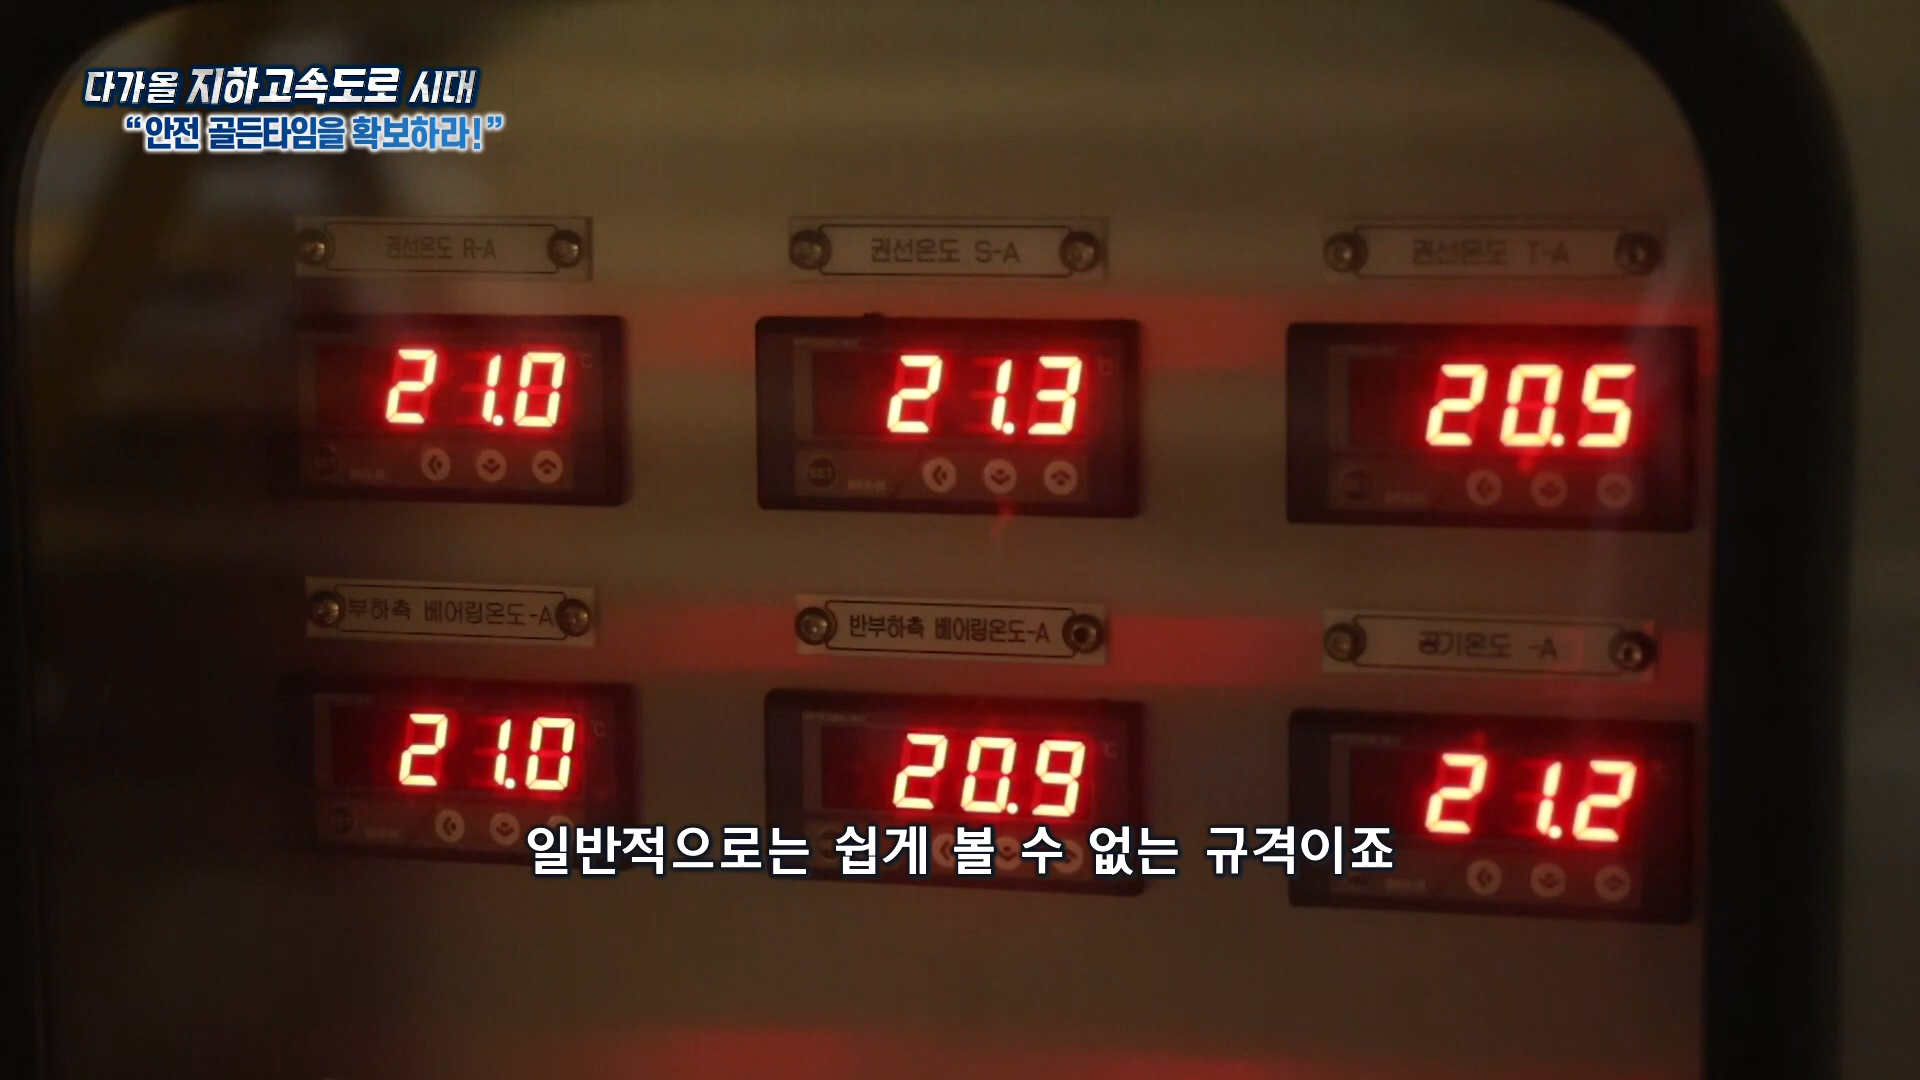 다가올 지하고속도로 시대
“안전 골든타임을 확보하라!”
권선온도 R-A
권선온도 S-A
권선온도 T-A
21.0
21.3
20.5
부하측 베어링온도-A
반부하측 베어링온도-A
공기온도 -A
21.0
20.9
21.2
일반적으로는 쉽게 볼 수 없는 규격이죠